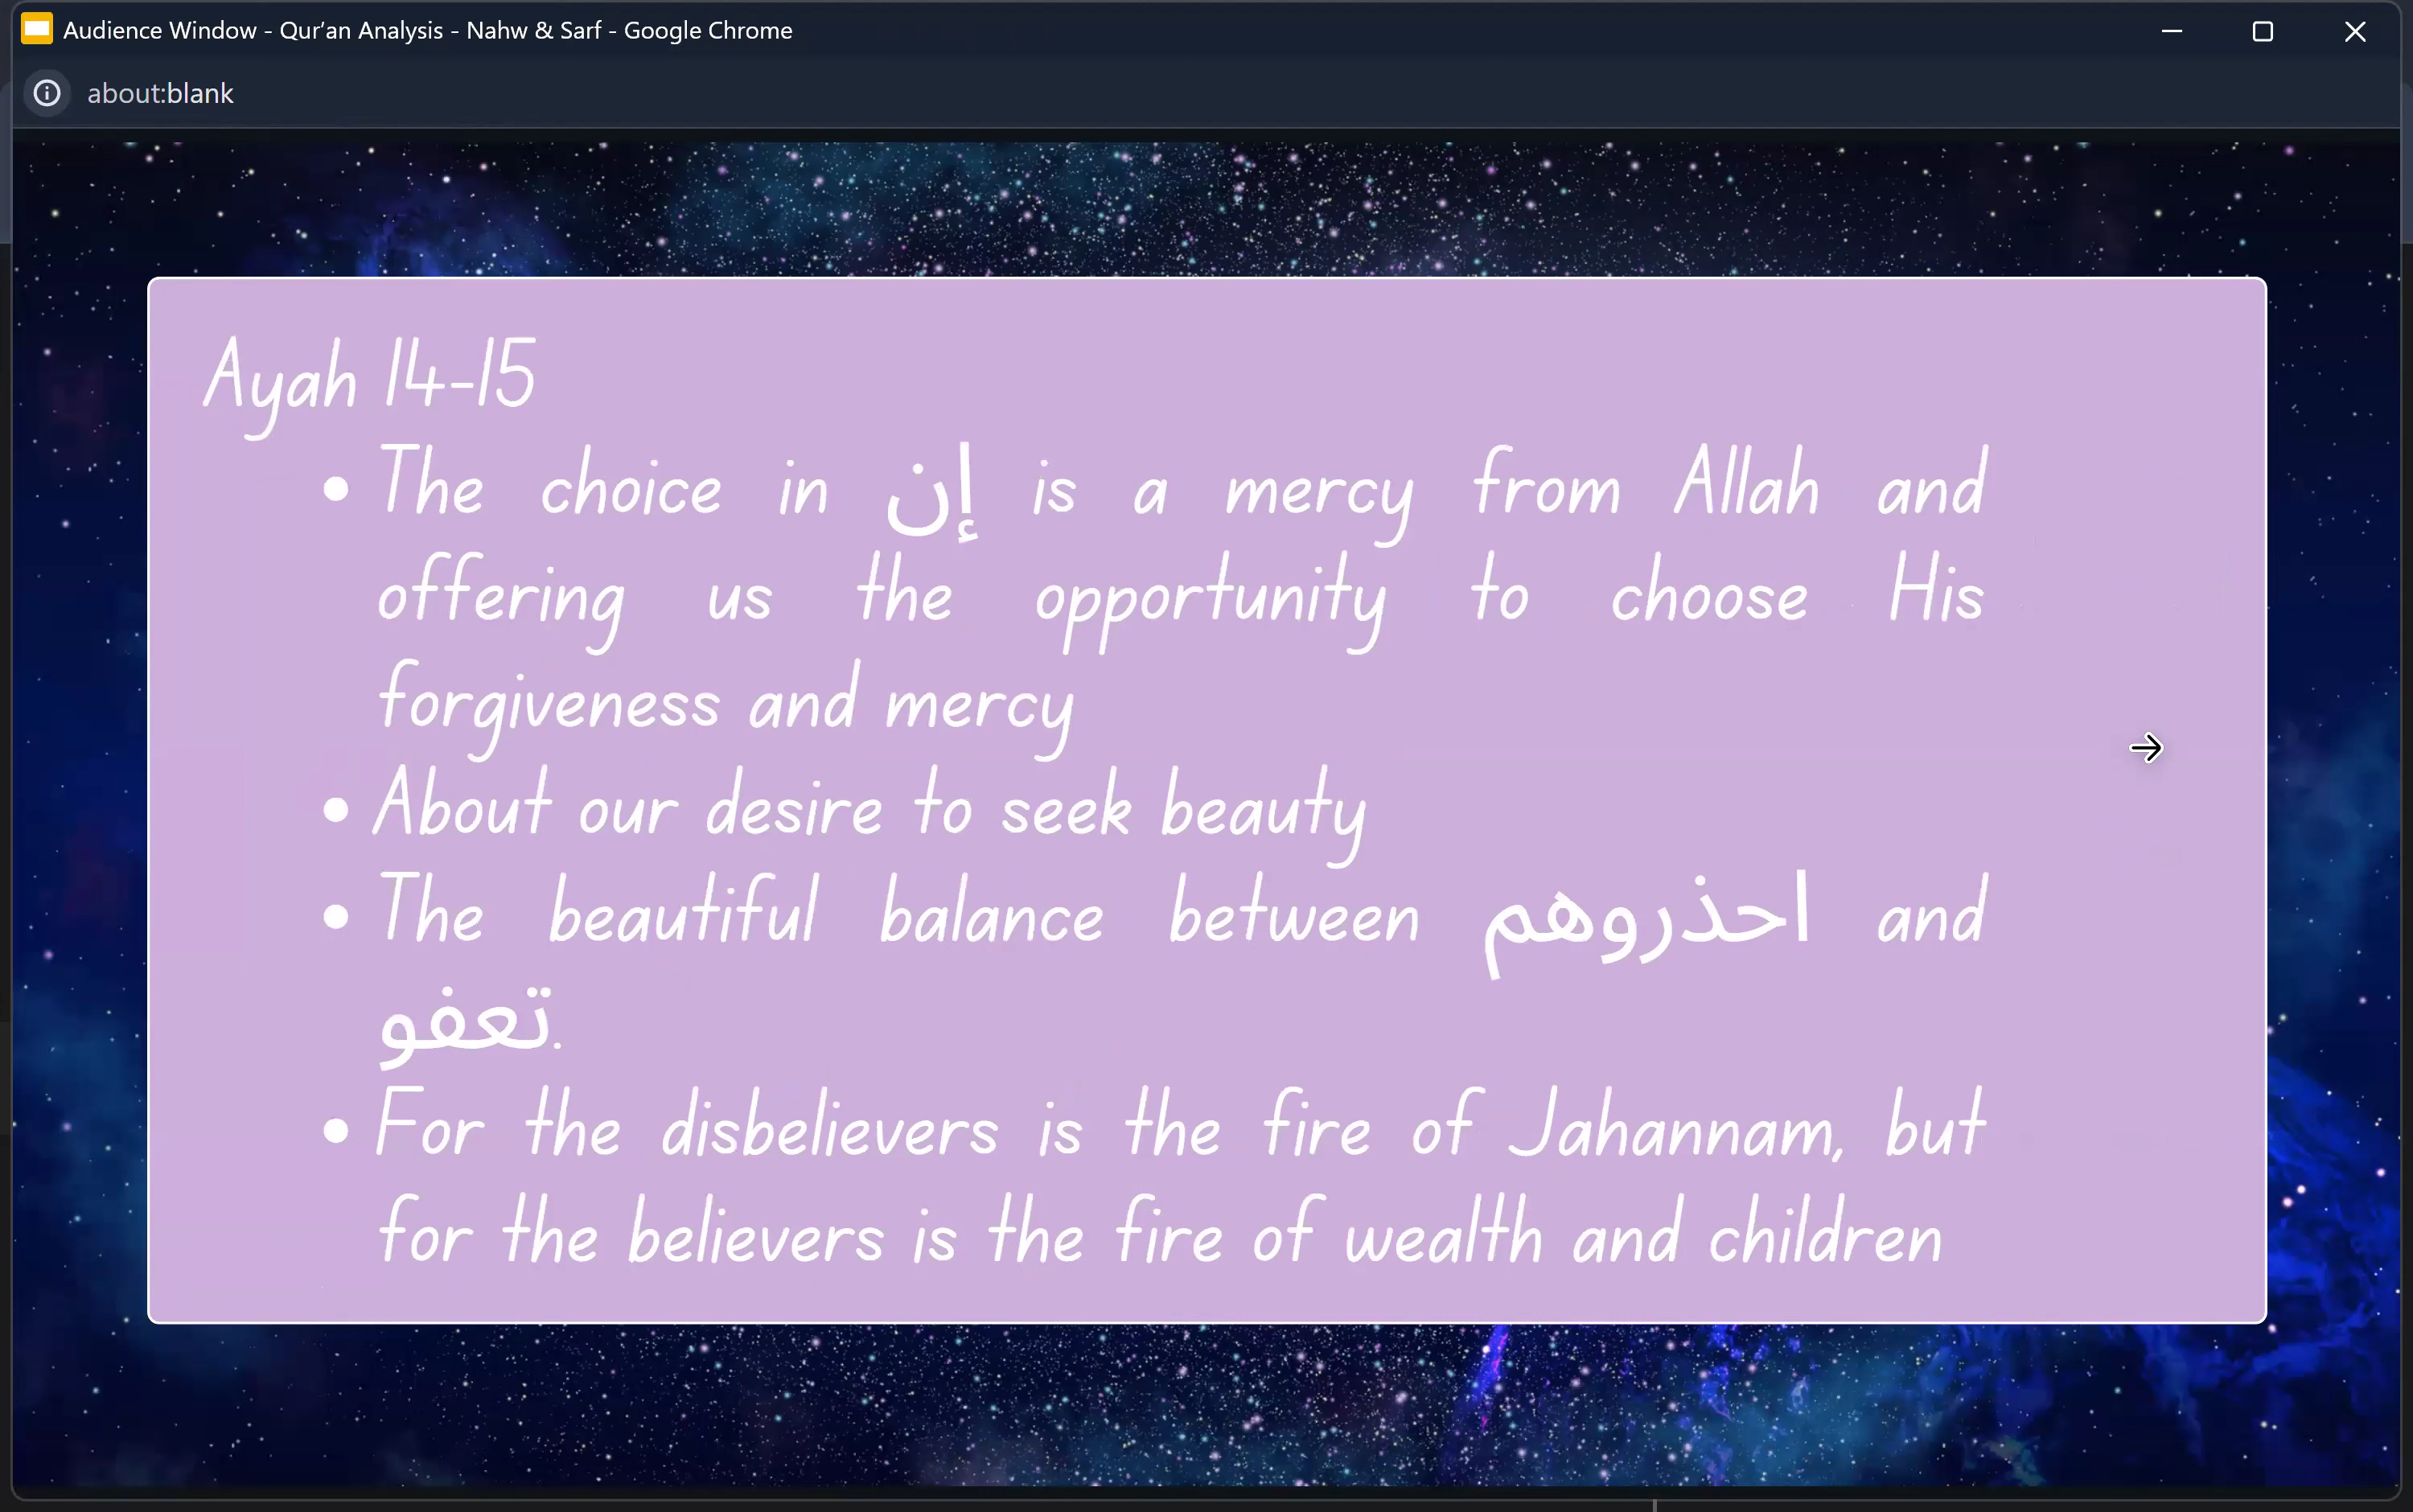 Audience Window - Qur'an Analysis - Nahw & Sarf - Google Chrome
about:blank
Ayah 14-15
• The choice in إن is a mercy from Allah and
offering us the opportunity to choose His
forgiveness and mercy
• About our desire to seek beauty
• The beautiful balance between احذروهم and
تعفو.
• For the disbelievers is the fire of Jahannam, but
for the believers is the fire of wealth and children